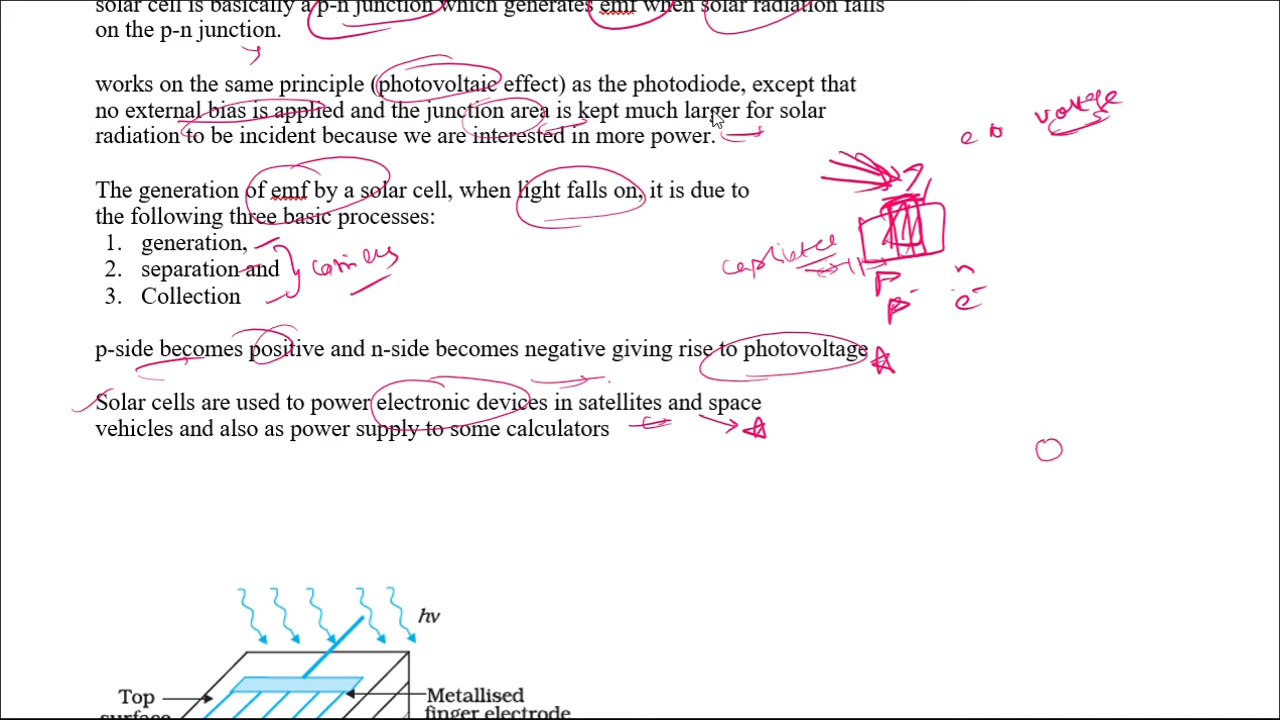 solar cell is basically a p-n junction which generates emf when solar radiation falls
on the p-n junction.
works on the same principle (photovoltaic effect) as the photodiode, except that
no external bias is applied and the junction area is kept much larger for solar
radiation to be incident because we are interested in more power.
voltage
The generation of emf by a solar cell, when light falls on, it is due to
the following three basic processes:
1. generation,
2. separation and
3. Collection
carriers
P n
e-
p-side becomes positive and n-side becomes negative giving rise to photovoltage
Solar cells are used to power electronic devices in satellites and space
vehicles and also as power supply to some calculators
hν
Top
surface
Metallised
finger electrode